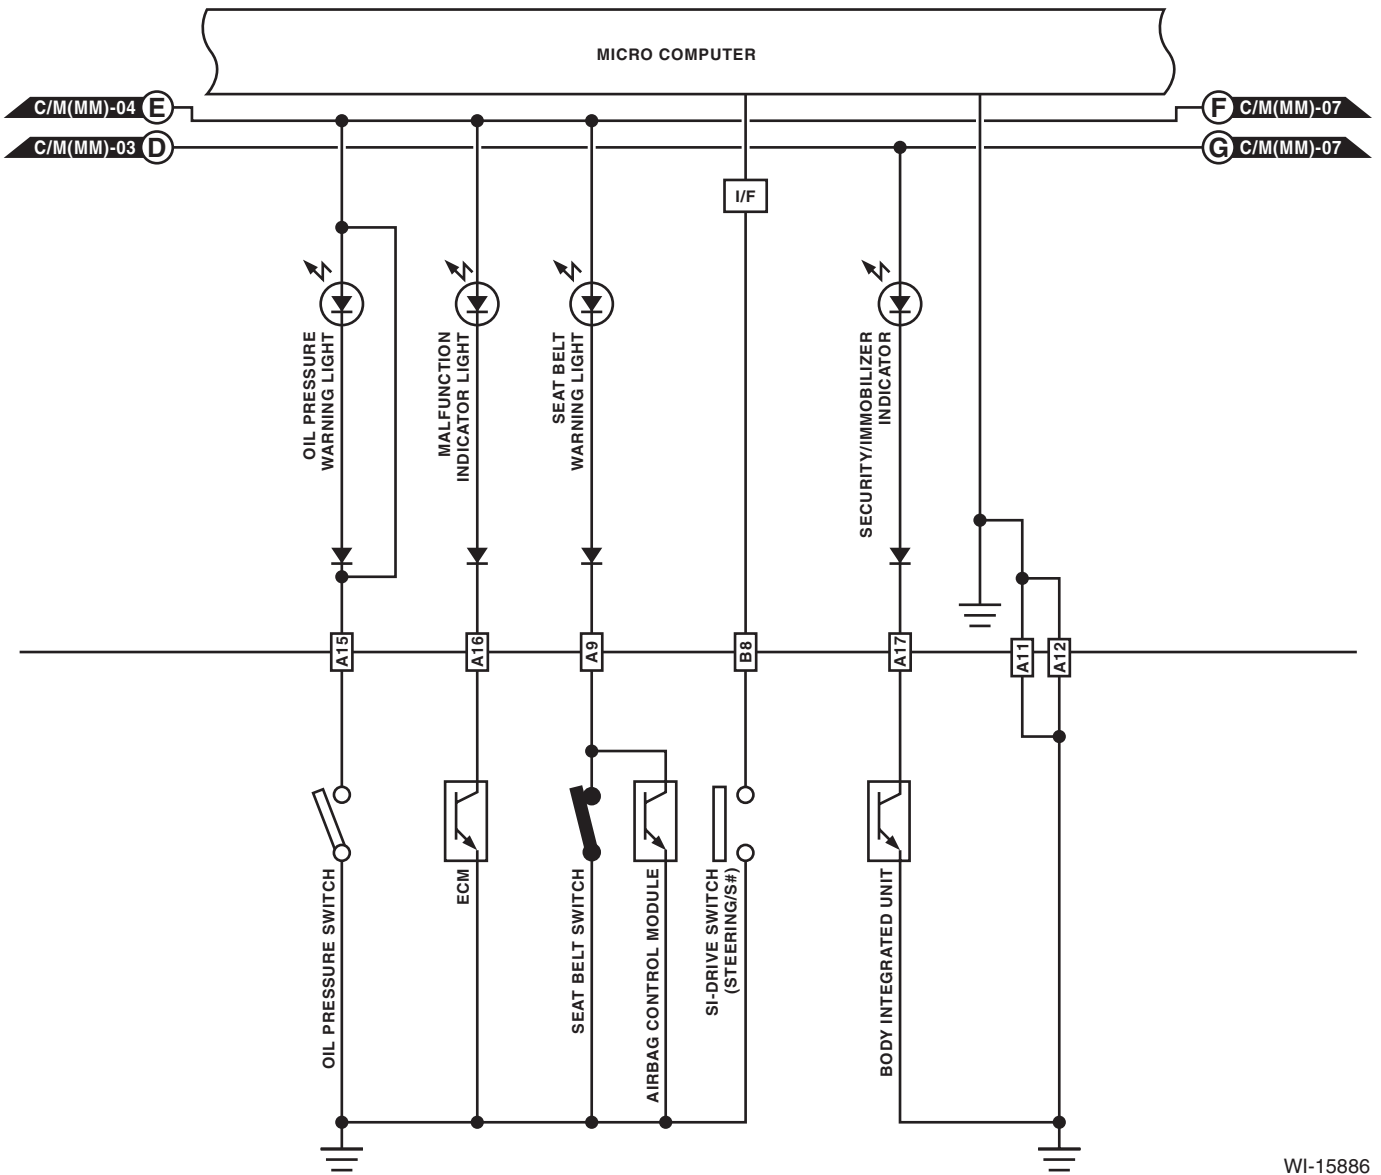 MICRO COMPUTER
C/M(MM)-04 E
F C/M(MM)-07
C/M(MM)-03 D
G C/M(MM)-07
I/F
OIL PRESSURE
WARNING LIGHT
MALFUNCTION
INDICATOR LIGHT
SEAT BELT
WARNING LIGHT
SECURITY/IMMOBILIZER
INDICATOR
A15
A16
A9
B8
A17
A11
A12
OIL PRESSURE SWITCH
ECM
SEAT BELT SWITCH
AIRBAG CONTROL MODULE
SI-DRIVE SWITCH
(STEERING/S#)
BODY INTEGRATED UNIT
WI-15886